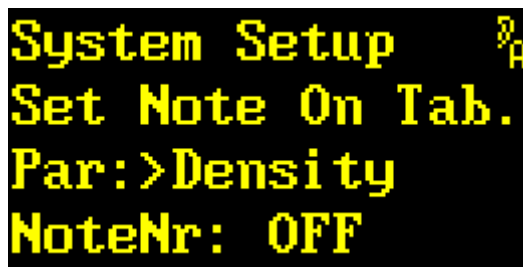 System Setup
Set Note On Tab.
Par:>Density
NoteNr: OFF